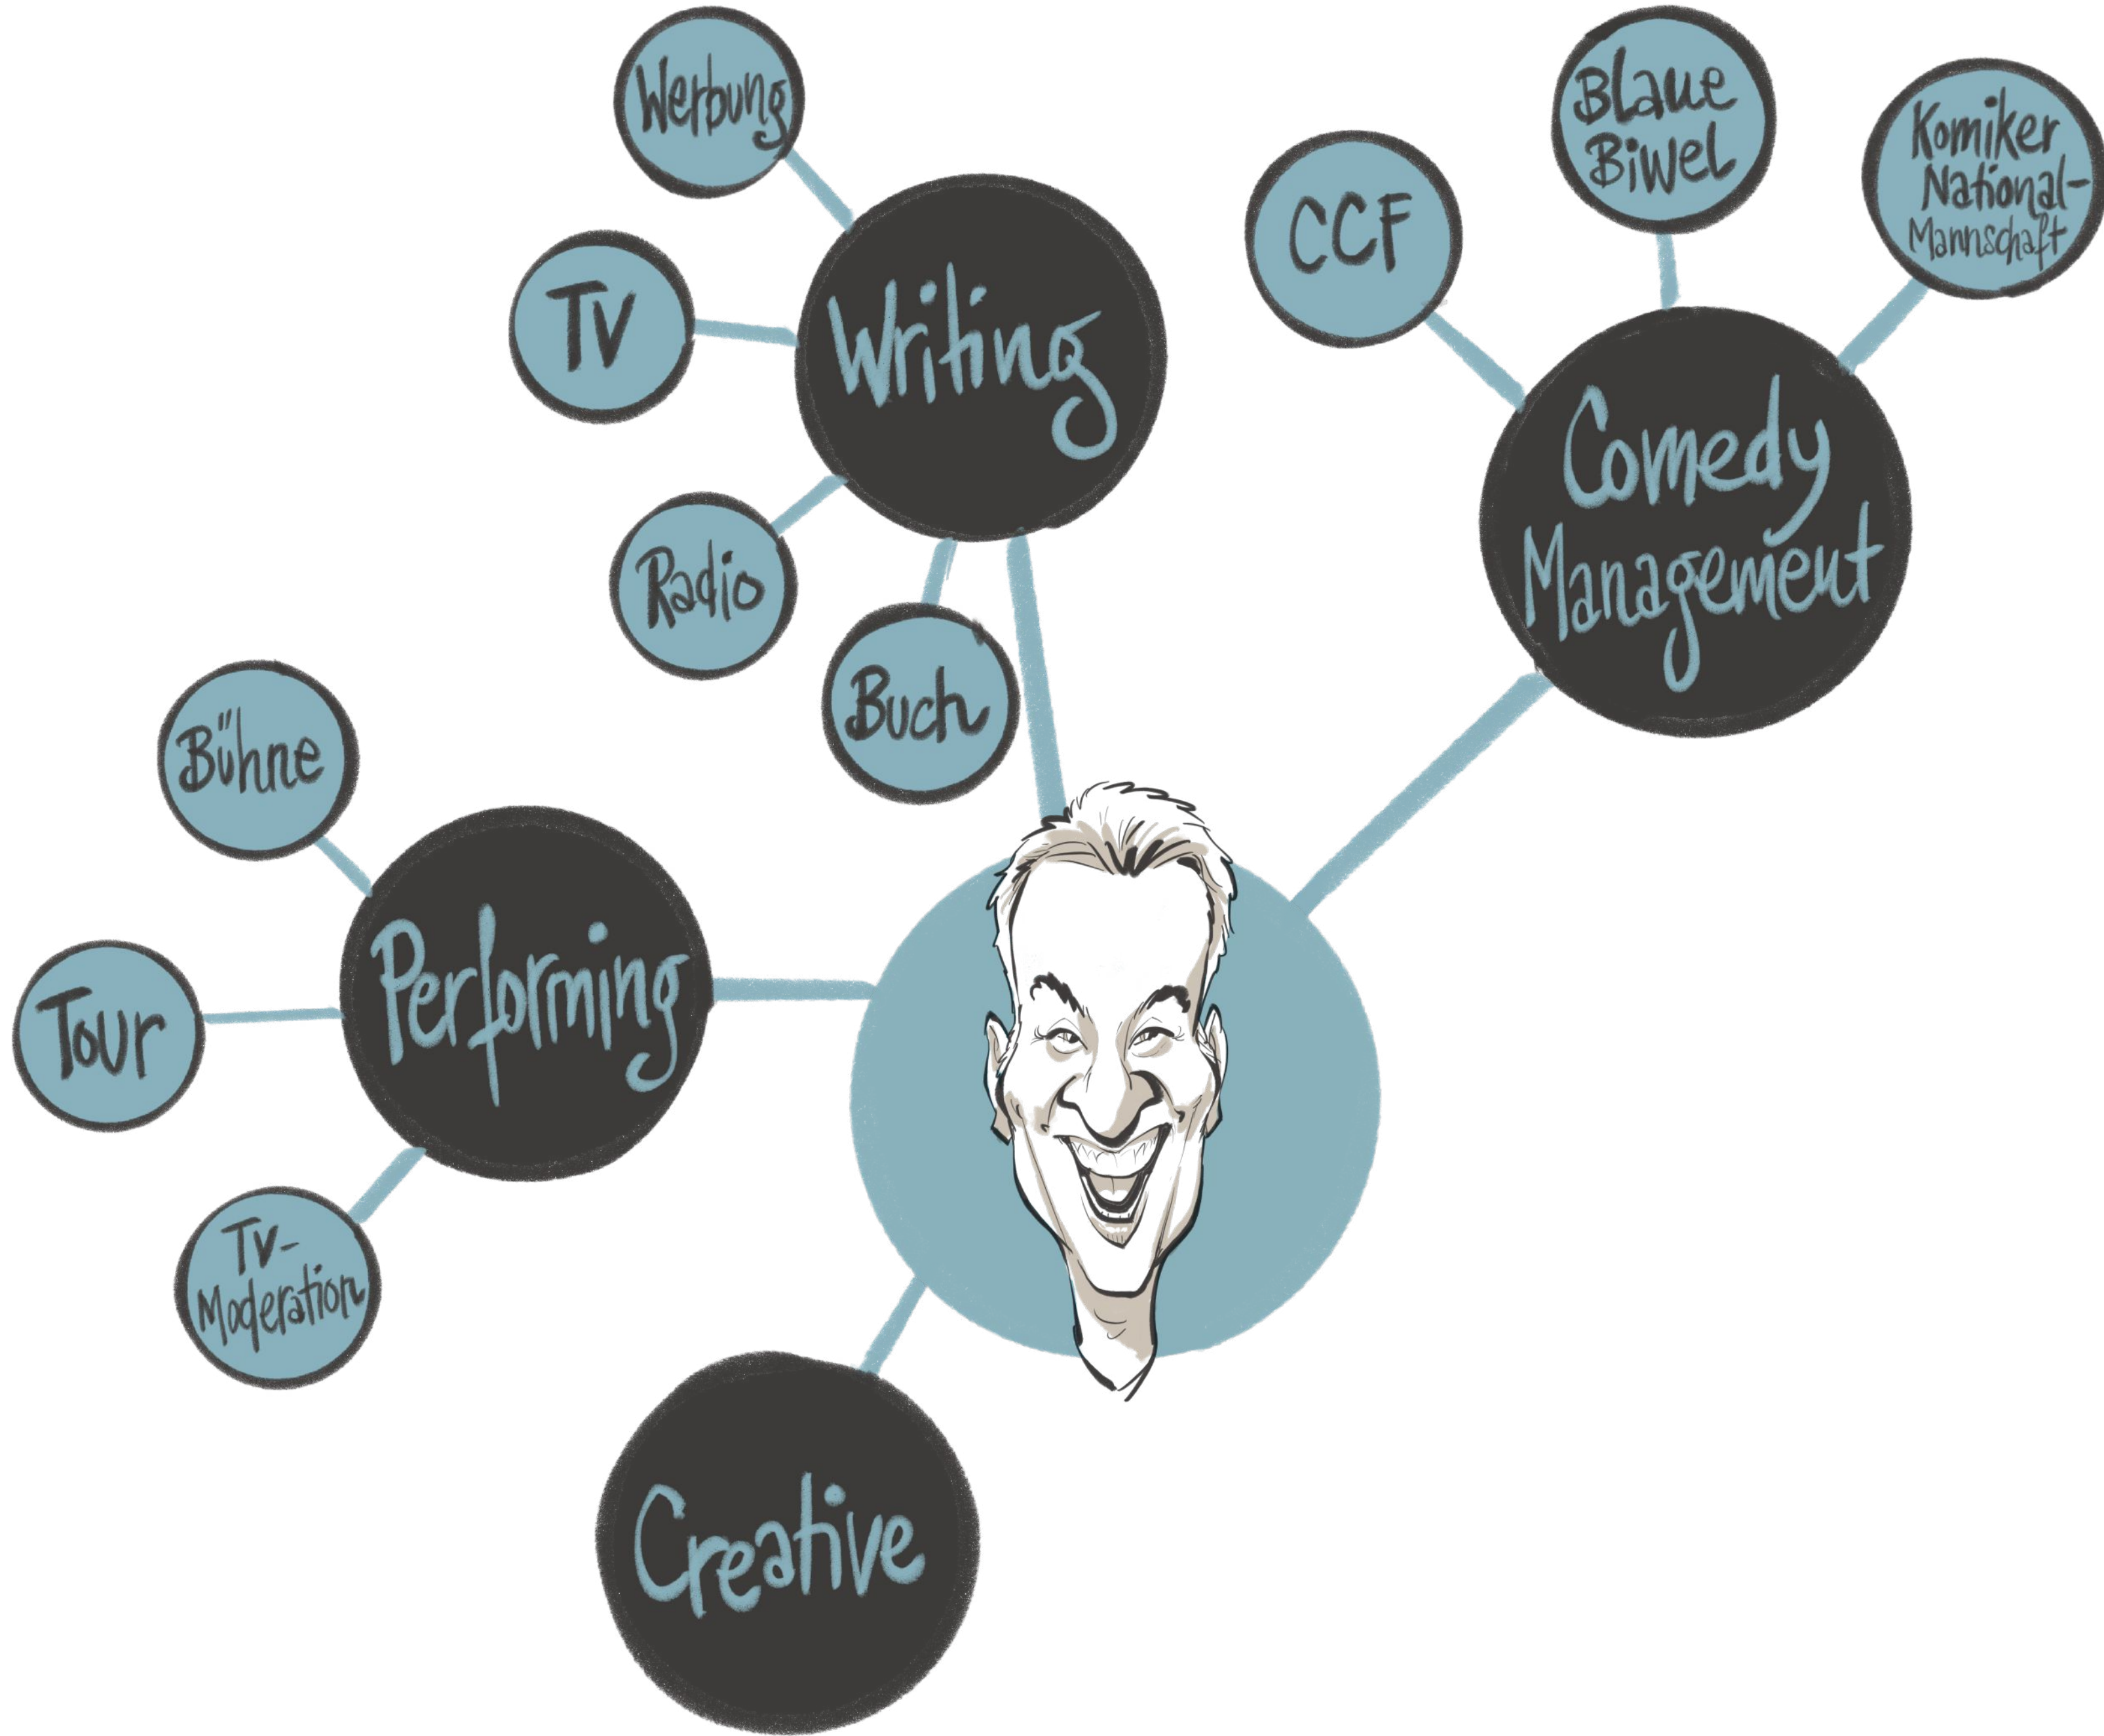 Werbung
TV
Writing
Radio
Buch
CCF
Blaue
Biwel
Komiker
National-
Mannschaft
Comedy
Management
Bühne
Performing
Tour
TV-
Moderation
Creative